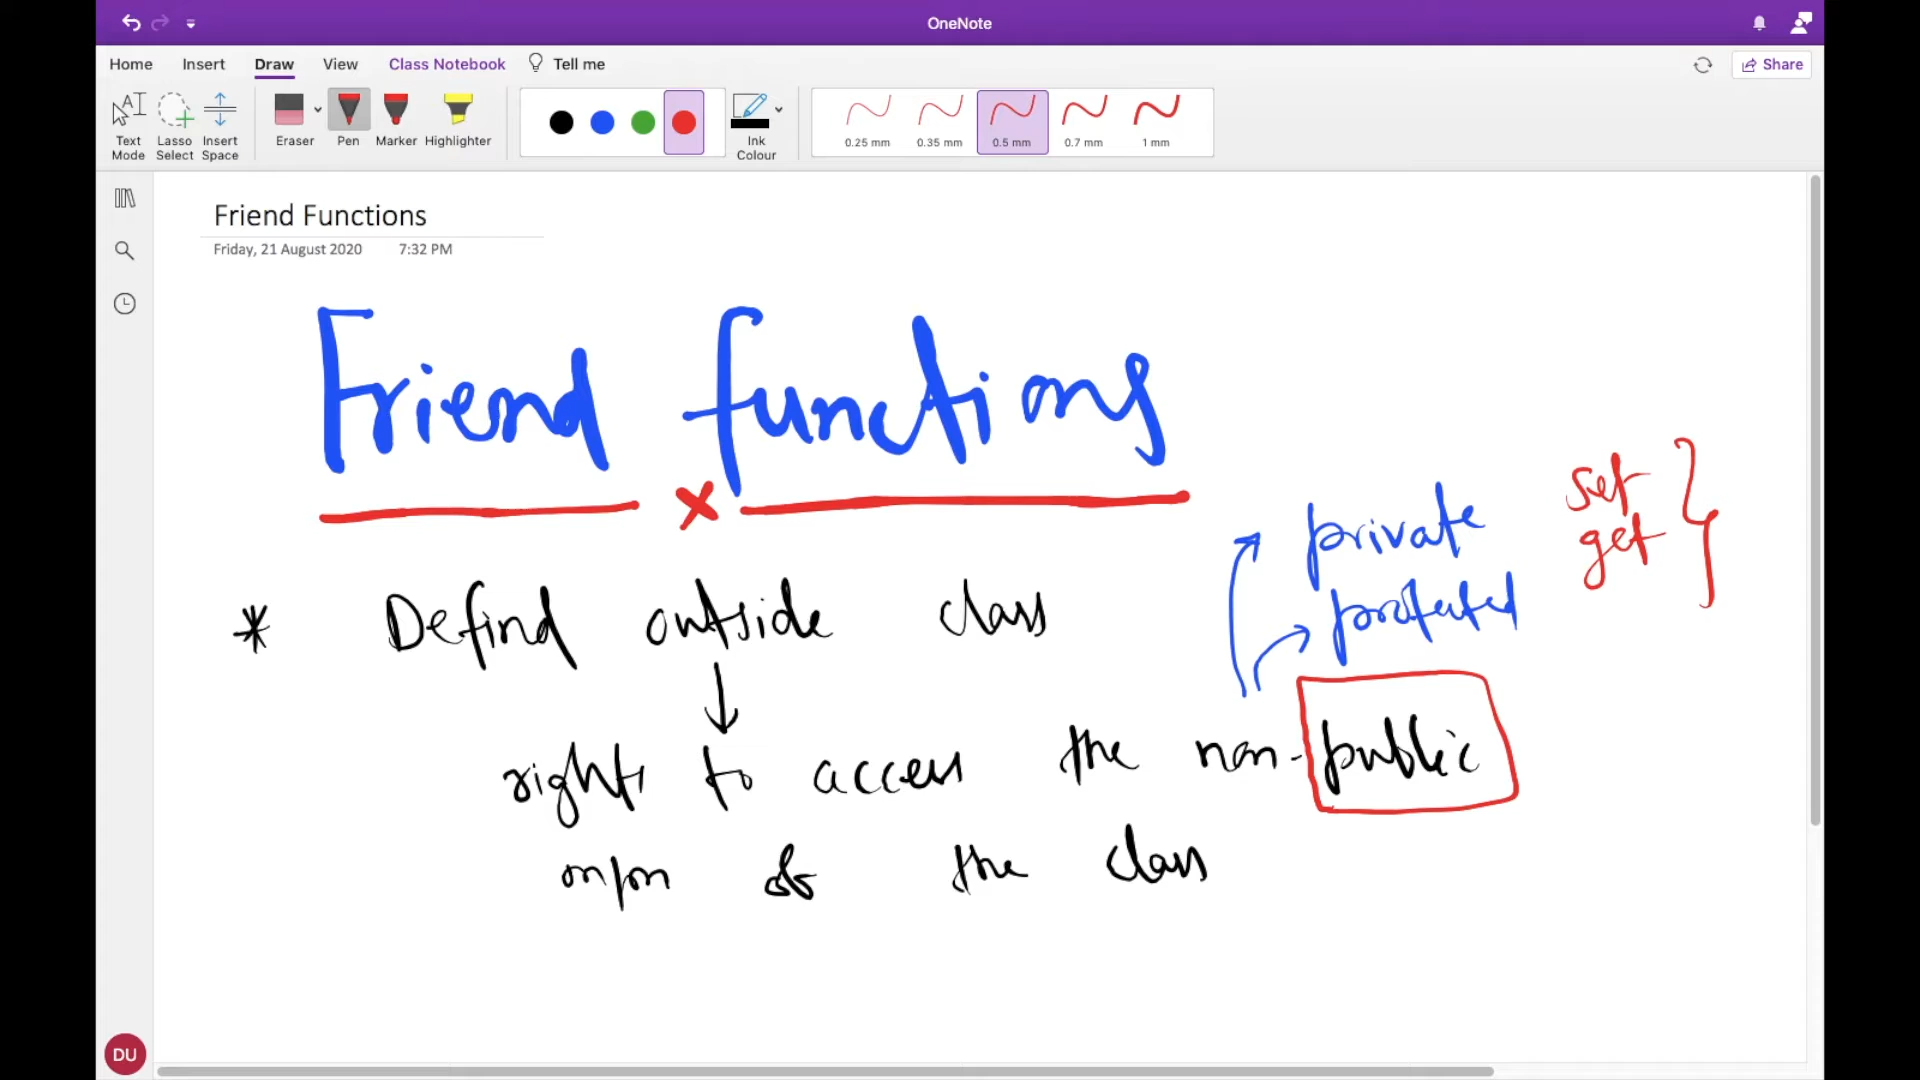 OneNote
Home Insert Draw View Class Notebook Tell me
Share
Text Mode
Lasso Select
Insert Space
Eraser
Pen
Marker
Highlighter
Ink Colour
0.25 mm
0.35 mm
0.5 mm
0.7 mm
1 mm
Friend Functions
Friday, 21 August 2020 7:32 PM
Friend functions
x
set
get
private
protected
* Defind outside class
rights to access the non-public
of the class
DU